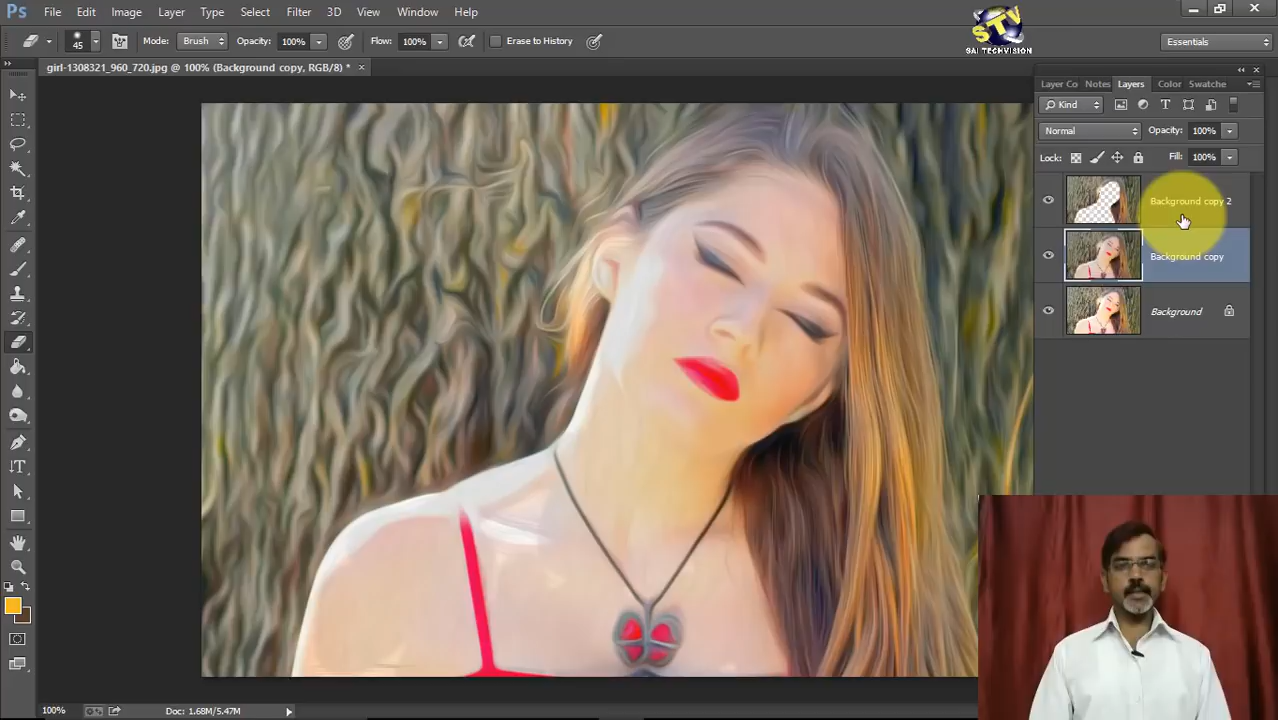 Ps File Edit Image Layer Type Select Filter 3D View Window Help
STV
SAI TECHVISION
45 Mode: Brush Opacity: 100% Flow: 100% Erase to History Essentials
girl-1308321_960_720.jpg @ 100% (Background copy, RGB/8) *
Layer Co Notes Layers Color Swatche
Kind
Normal Opacity: 100%
Lock: Fill: 100%
Background copy 2
Background copy
Background
100% Doc: 1.68M/5.47M